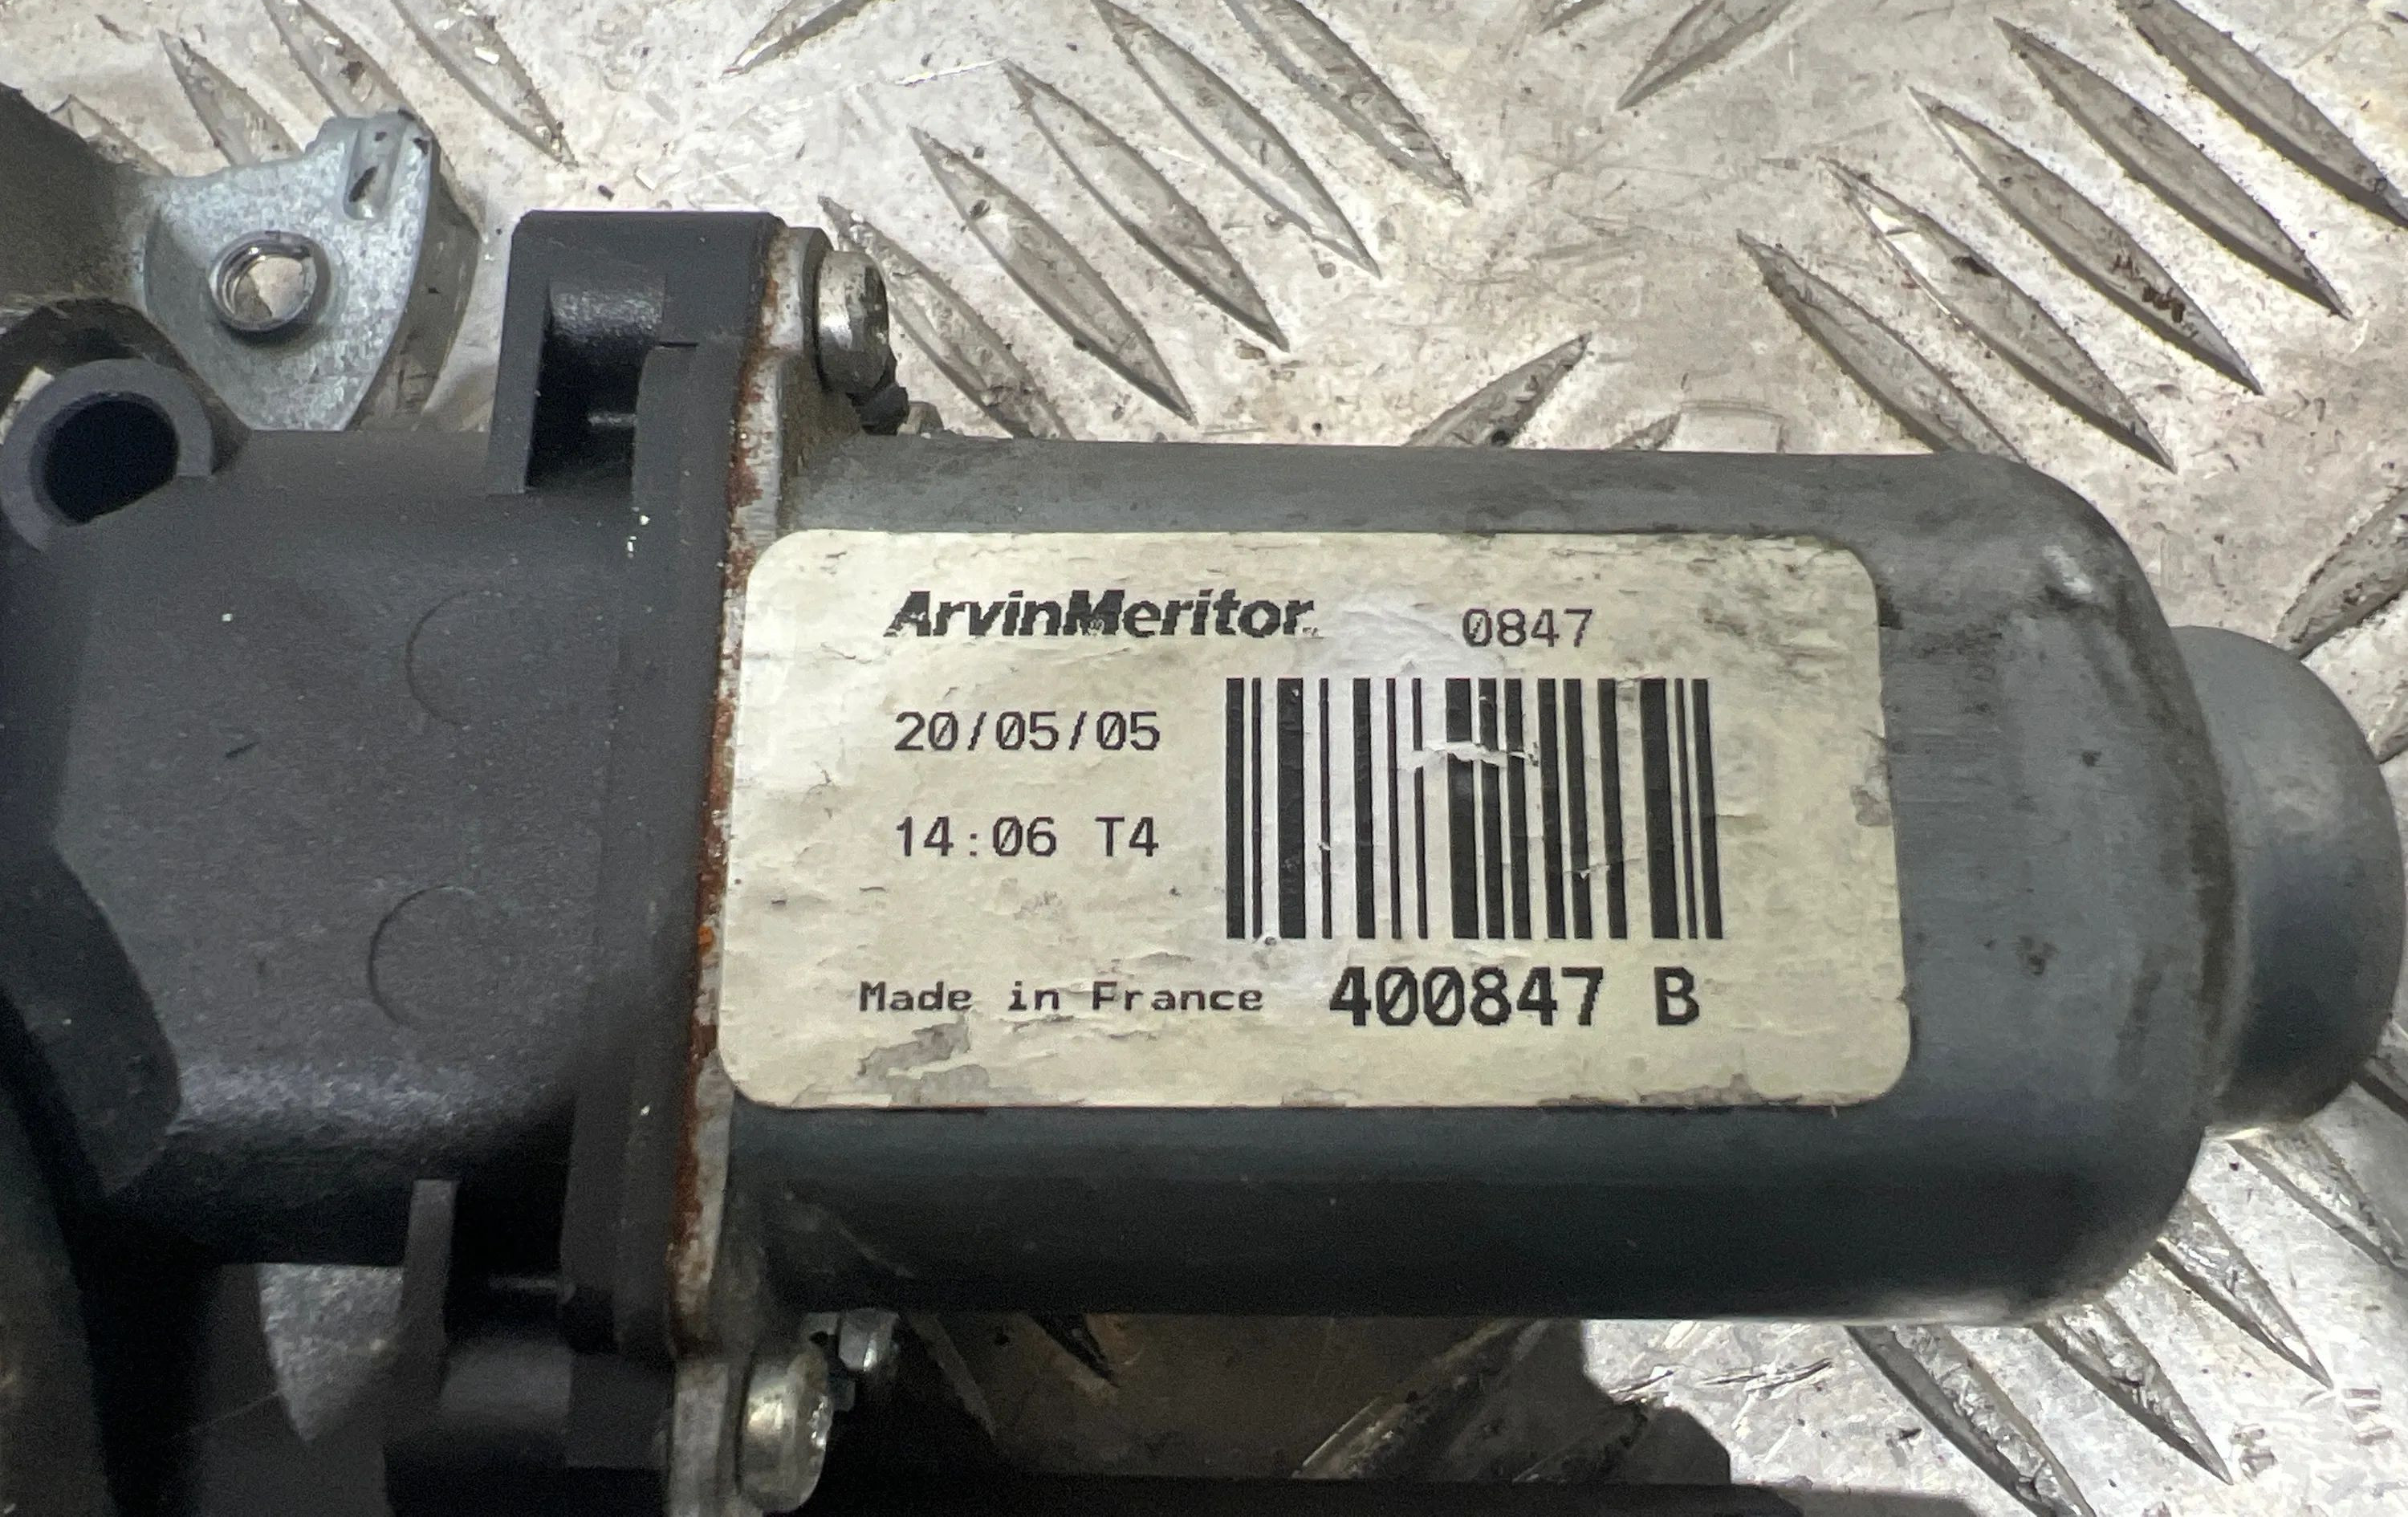 ArvinMeritor 0847
20/05/05
14:06 T4
Made in France 400847 B